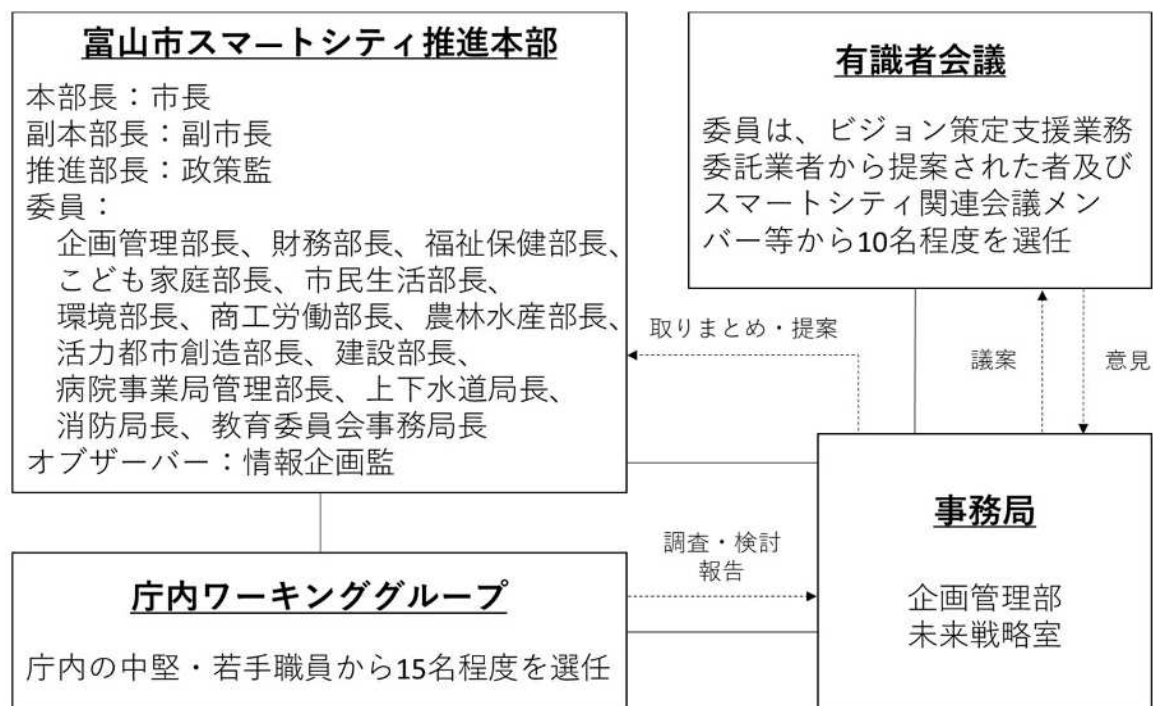 富山市スマートシティ推進本部
本部長：市長
副本部長：副市長
推進部長：政策監
委員：
企画管理部長、財務部長、福祉保健部長、
こども家庭部長、市民生活部長、
環境部長、商工労働部長、農林水産部長、
活力都市創造部長、建設部長、
病院事業局管理部長、上下水道局長、
消防局長、教育委員会事務局長
オブザーバー：情報企画監
有識者会議
委員は、ビジョン策定支援業務
委託業者から提案された者及び
スマートシティ関連会議メン
バー等から10名程度を選任
取りまとめ・提案
議案
意見
庁内ワーキンググループ
庁内の中堅・若手職員から15名程度を選任
調査・検討
報告
事務局
企画管理部
未来戦略室